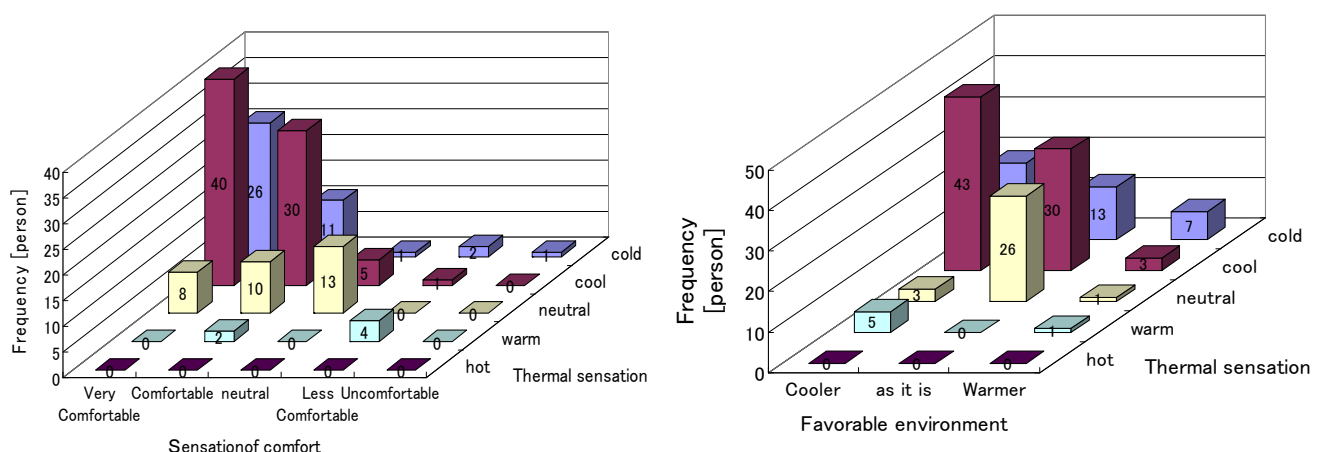 Frequency [person]
40
35
30
25
20
15
10
5
0
40
26
30
11
5
1
2
1
1
0
8
10
13
0
0
0
2
0
4
0
0
0
0
0
0
cold
cool
neutral
warm
hot
Thermal sensation
Very Comfortable
Comfortable
neutral
Less Comfortable
Uncomfortable
Sensationof comfort
Frequency
[person]
50
40
30
20
10
0
43
30
13
7
3
3
26
1
5
0
1
0
0
0
cold
cool
neutral
warm
hot
Thermal sensation
Cooler
as it is
Warmer
Favorable environment